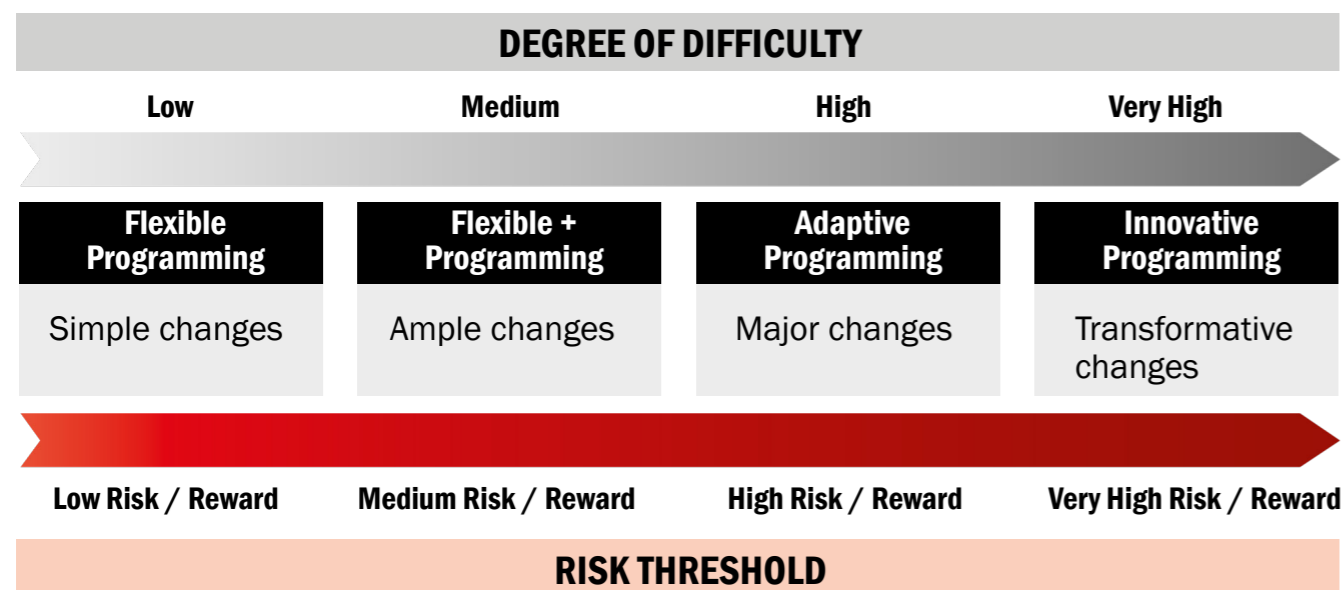 DEGREE OF DIFFICULTY
Low
Medium
High
Very High
Flexible
Programming
Simple changes
Flexible +
Programming
Ample changes
Adaptive
Programming
Major changes
Innovative
Programming
Transformative
changes
Low Risk / Reward
Medium Risk / Reward
High Risk / Reward
Very High Risk / Reward
RISK THRESHOLD